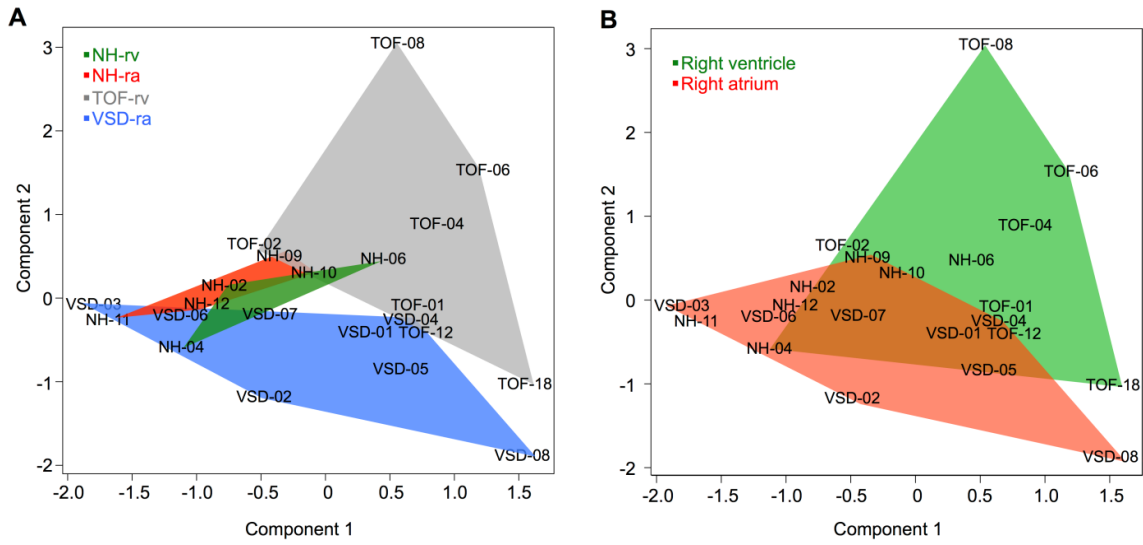 A
NH-rv
NH-ra
TOF-rv
VSD-ra
TOF-08
TOF-06
TOF-04
TOF-02
NH-09
NH-10
NH-06
NH-02
VSD-03
NH-12
TOF-01
NH-11
VSD-06
VSD-07
VSD-04
VSD-01
TOF-12
NH-04
VSD-05
TOF-18
VSD-02
VSD-08
3
2
1
0
-1
-2
Component 2
-2.0
-1.5
-1.0
-0.5
0
0.5
1.0
1.5
Component 1
B
Right ventricle
Right atrium
TOF-08
TOF-06
TOF-04
TOF-02
NH-09
NH-10
NH-06
NH-02
VSD-03
NH-12
TOF-01
NH-11
VSD-06
VSD-07
VSD-04
VSD-01
TOF-12
NH-04
VSD-05
TOF-18
VSD-02
VSD-08
3
2
1
0
-1
-2
Component 2
-2.0
-1.5
-1.0
-0.5
0
0.5
1.0
1.5
Component 1